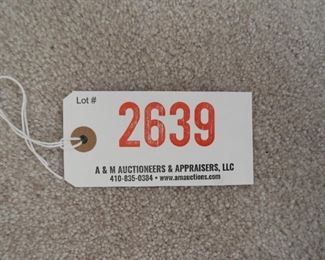 Lot #
2639
A & M AUCTIONEERS & APPRAISERS, LLC
410-835-0384 • www.amauctions.com